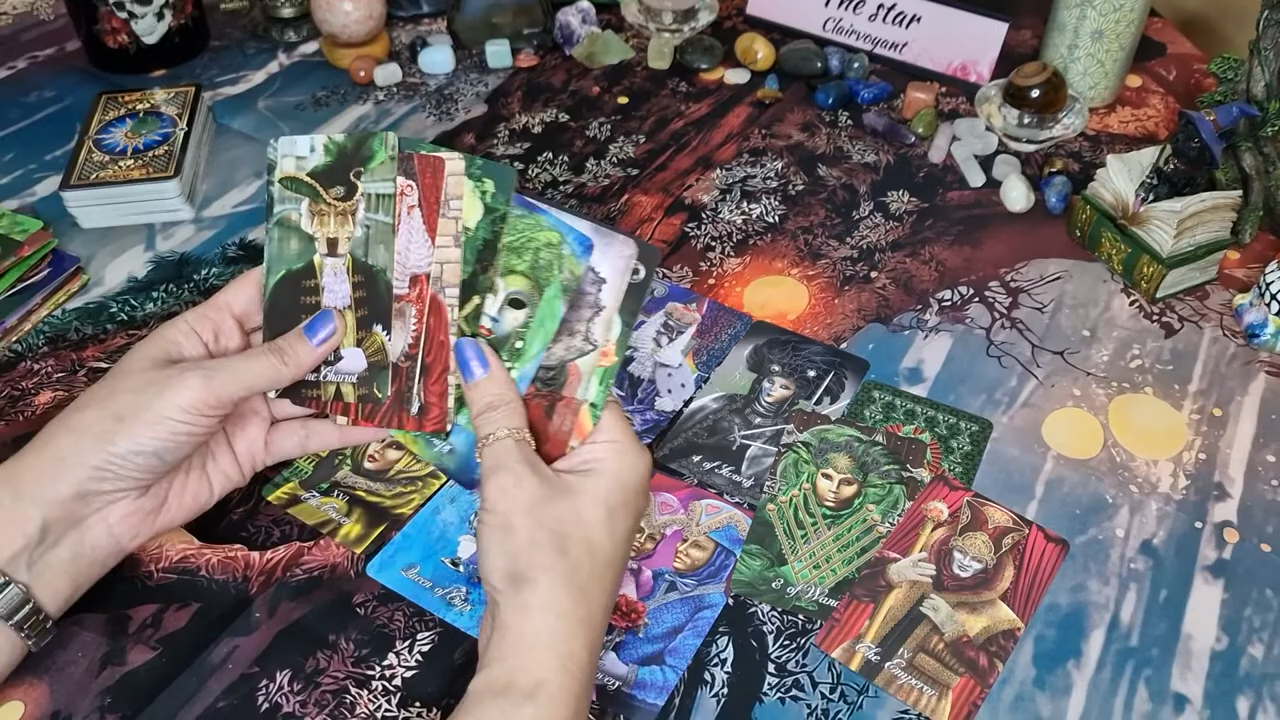 The star
Clairvoyant
The Chariot
4 of Swords
XVI
The Tower
Queen of Cups
8 of Wand
IV
The Emperor